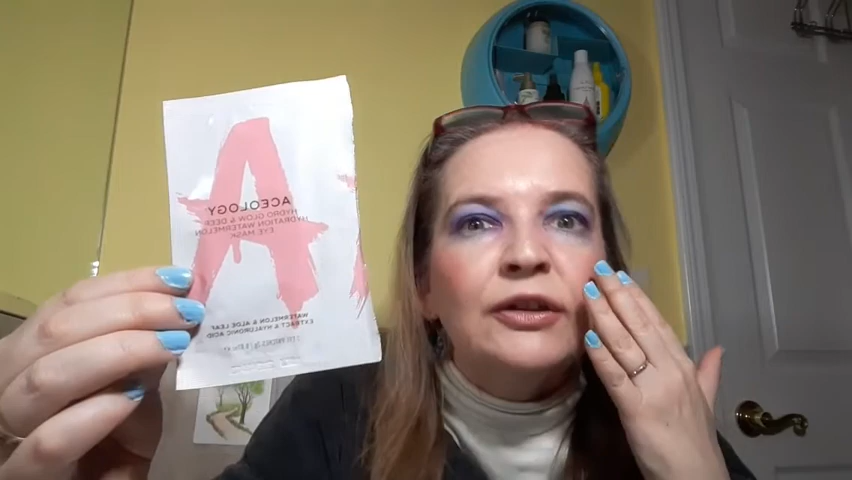 A
ACEOLOGY
HYDRO GLOW & DEEP
HYDRATION WATERMELON
EYE MASK
WATERMELON & ALOE LEAF
EXTRACT & HYALURONIC ACID